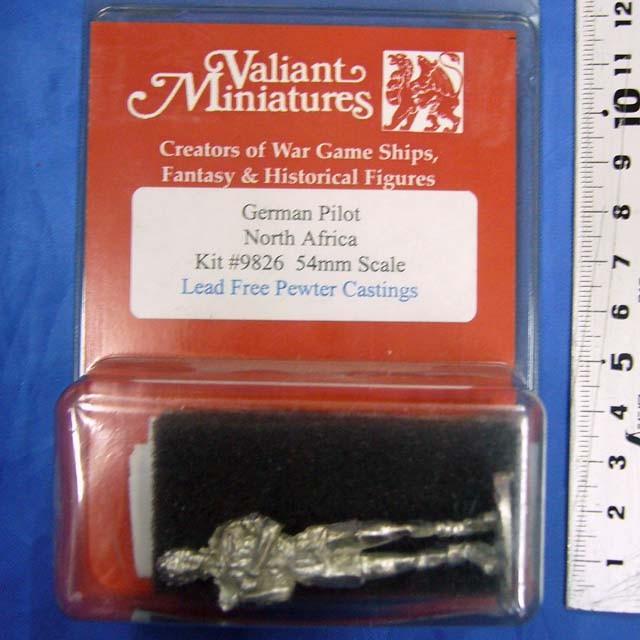 Valiant
Miniatures
Creators of War Game Ships,
Fantasy & Historical Figures
German Pilot
North Africa
Kit #9826 54mm Scale
Lead Free Pewter Castings
12
11
10
9
8
7
6
5
4
3
2
1